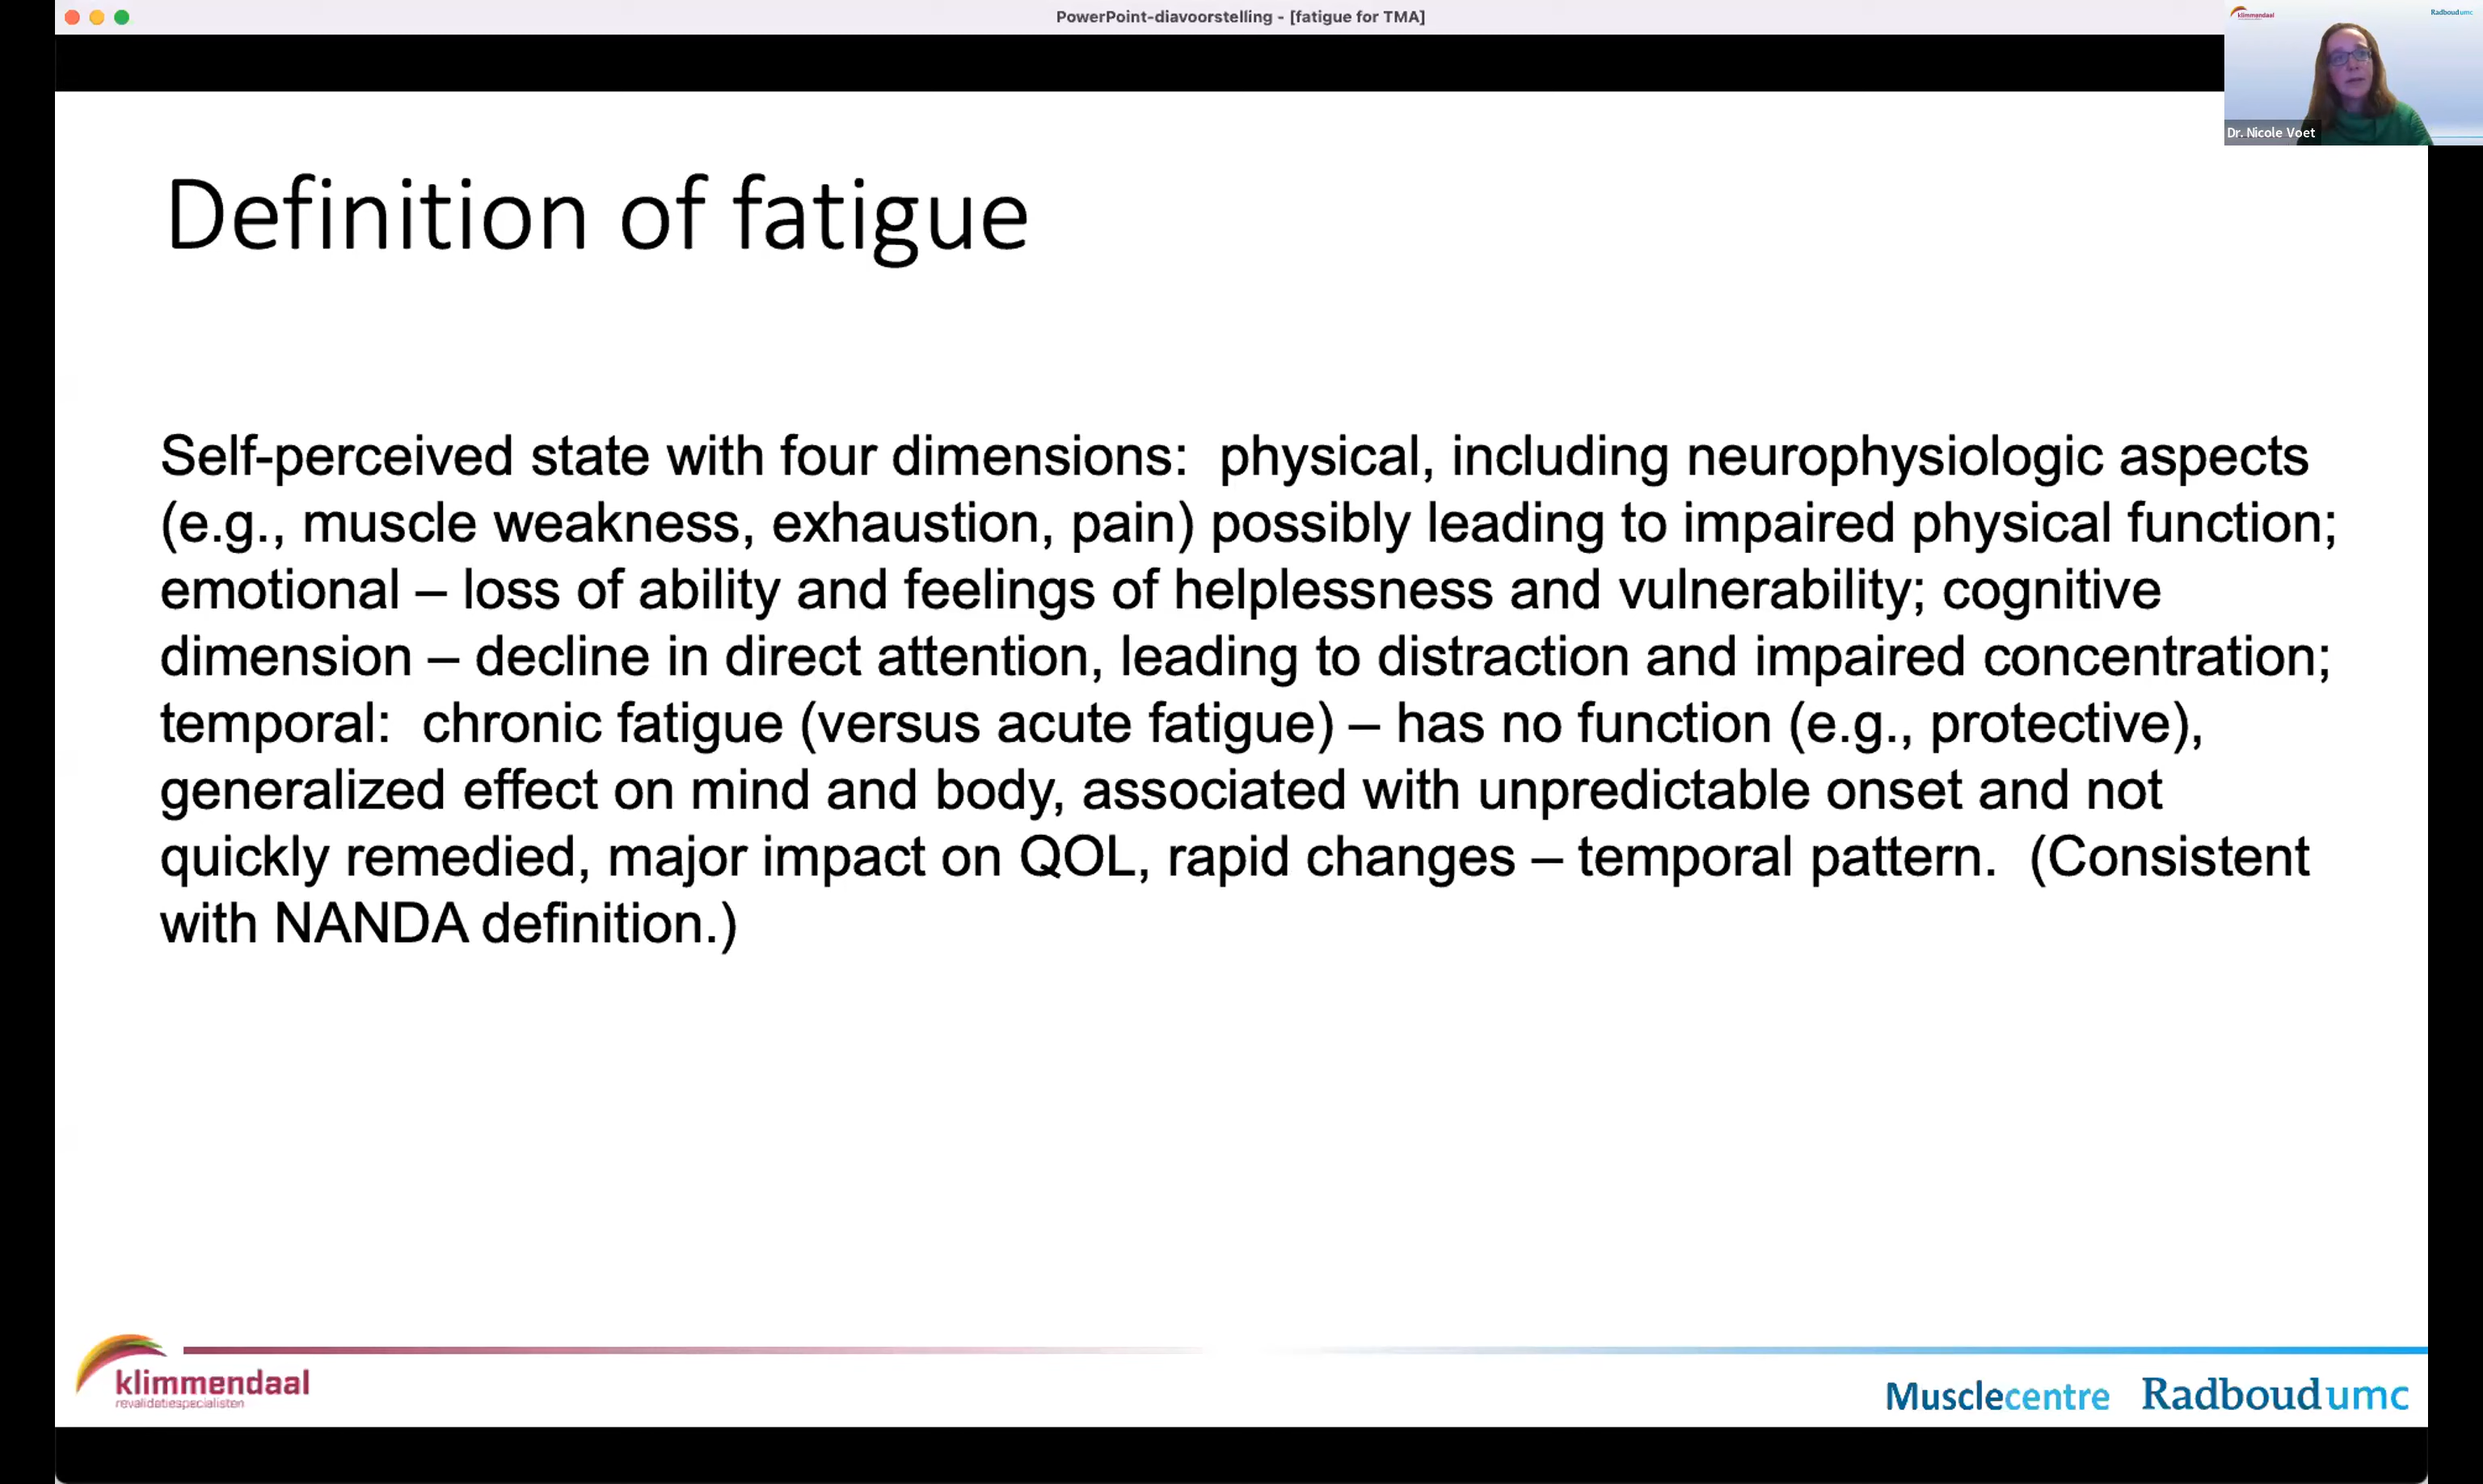 PowerPoint-diavoorstelling - [fatigue for TMA]
klimmendaal
Radboudumc
Dr. Nicole Voet
Definition of fatigue
Self-perceived state with four dimensions:  physical, including neurophysiologic aspects
(e.g., muscle weakness, exhaustion, pain) possibly leading to impaired physical function;
emotional – loss of ability and feelings of helplessness and vulnerability; cognitive
dimension – decline in direct attention, leading to distraction and impaired concentration;
temporal:  chronic fatigue (versus acute fatigue) – has no function (e.g., protective),
generalized effect on mind and body, associated with unpredictable onset and not
quickly remedied, major impact on QOL, rapid changes – temporal pattern.  (Consistent
with NANDA definition.)
klimmendaal
revalidatiespecialisten
Musclecentre Radboudumc